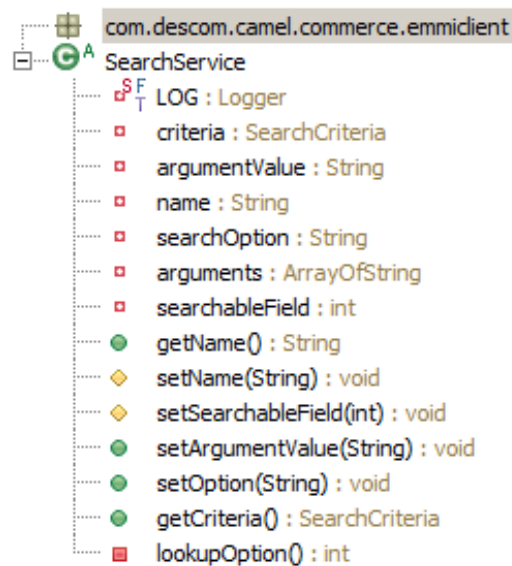 com.descom.camel.commerce.emmiclient
C A SearchService
S F T LOG : Logger
criteria : SearchCriteria
argumentValue : String
name : String
searchOption : String
arguments : ArrayOfString
searchableField : int
getName() : String
setName(String) : void
setSearchableField(int) : void
setArgumentValue(String) : void
setOption(String) : void
getCriteria() : SearchCriteria
lookupOption() : int